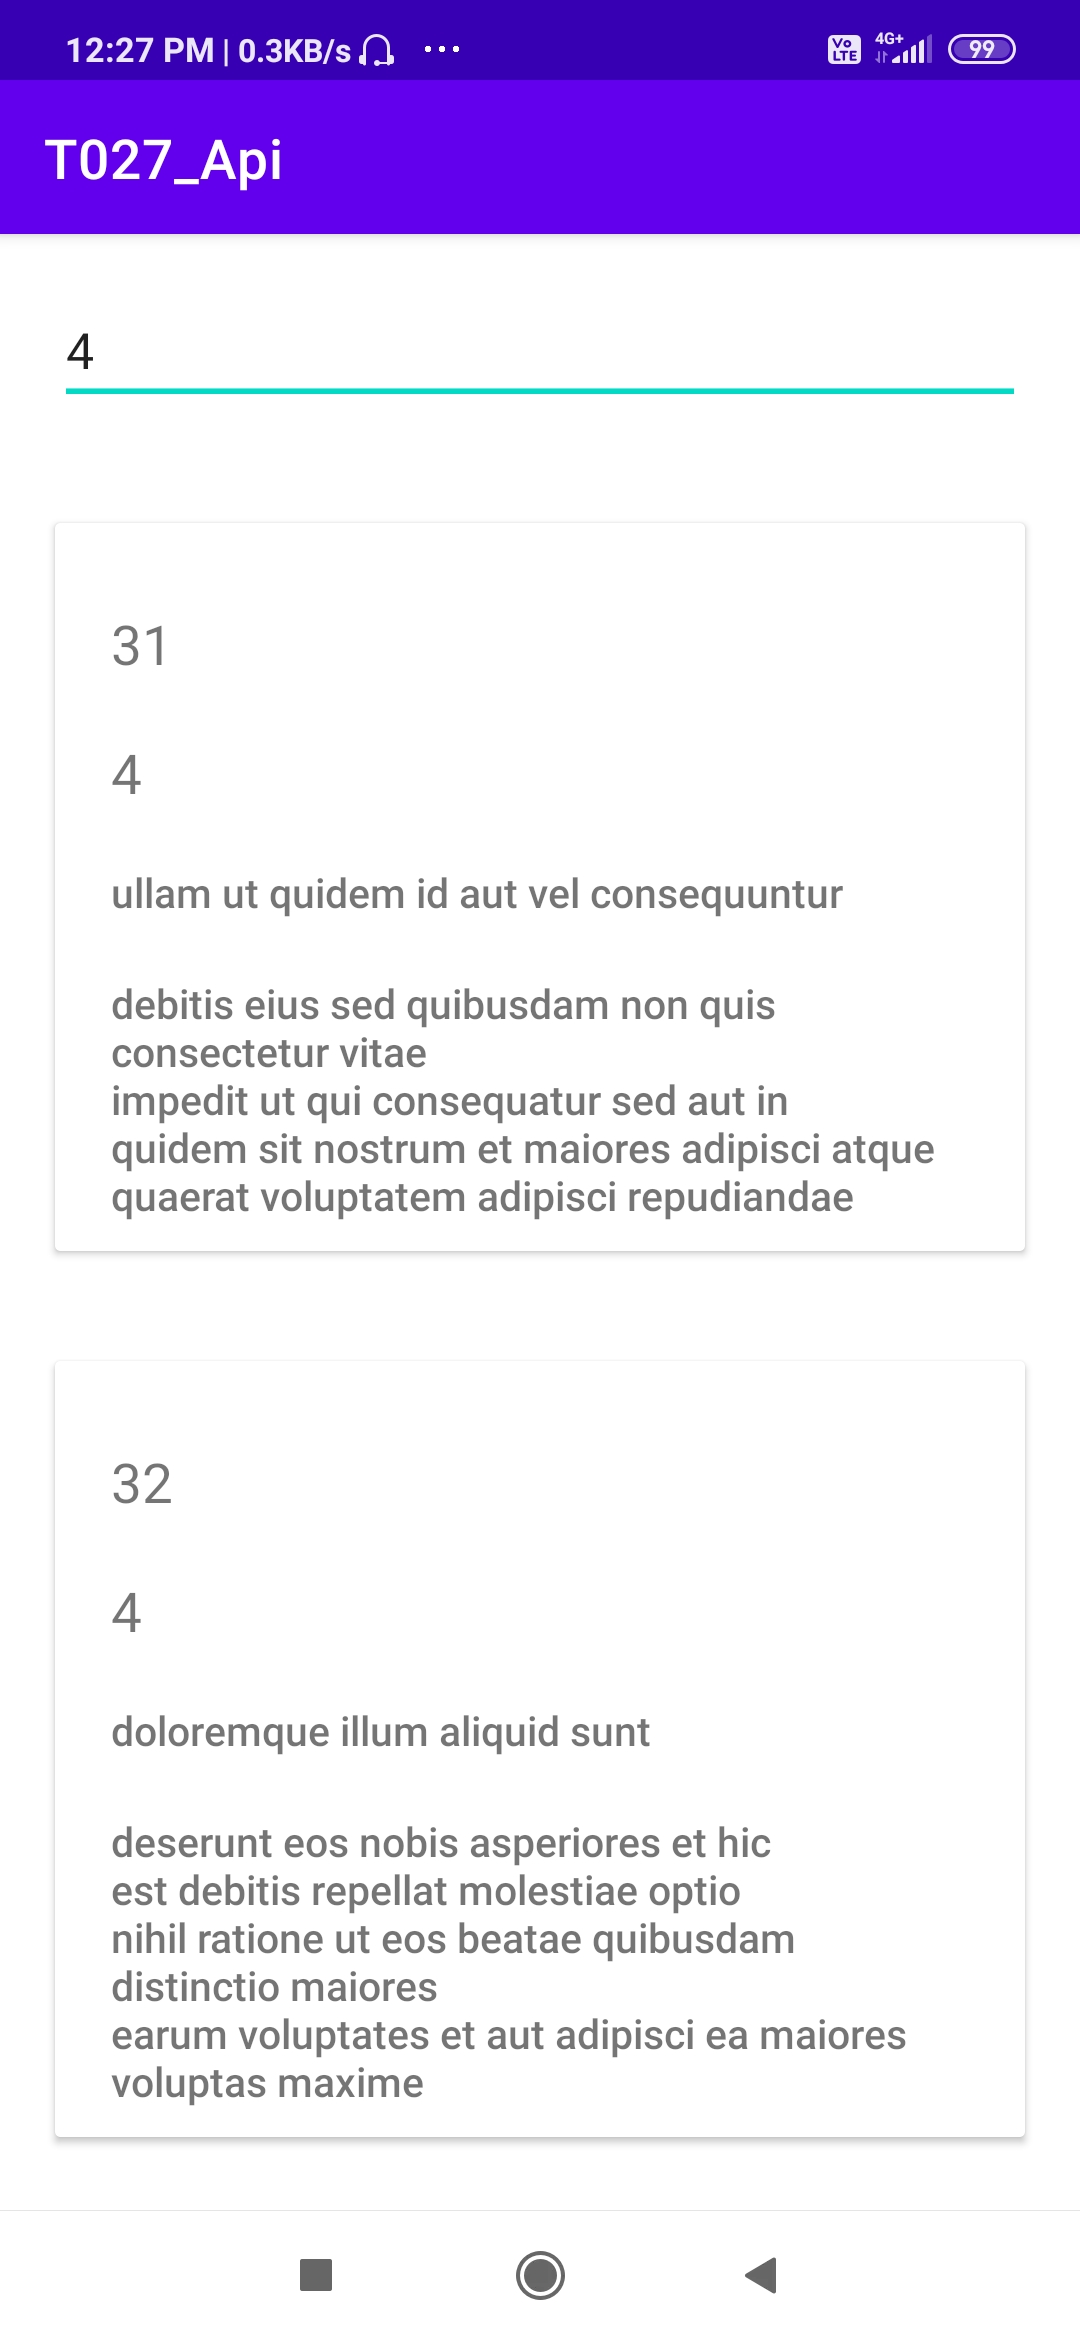 12:27 PM | 0.3KB/s ... Vo LTE 4G+ 99
T027_Api
4
31
4
ullam ut quidem id aut vel consequuntur
debitis eius sed quibusdam non quis
consectetur vitae
impedit ut qui consequatur sed aut in
quidem sit nostrum et maiores adipisci atque
quaerat voluptatem adipisci repudiandae
32
4
doloremque illum aliquid sunt
deserunt eos nobis asperiores et hic
est debitis repellat molestiae optio
nihil ratione ut eos beatae quibusdam
distinctio maiores
earum voluptates et aut adipisci ea maiores
voluptas maxime